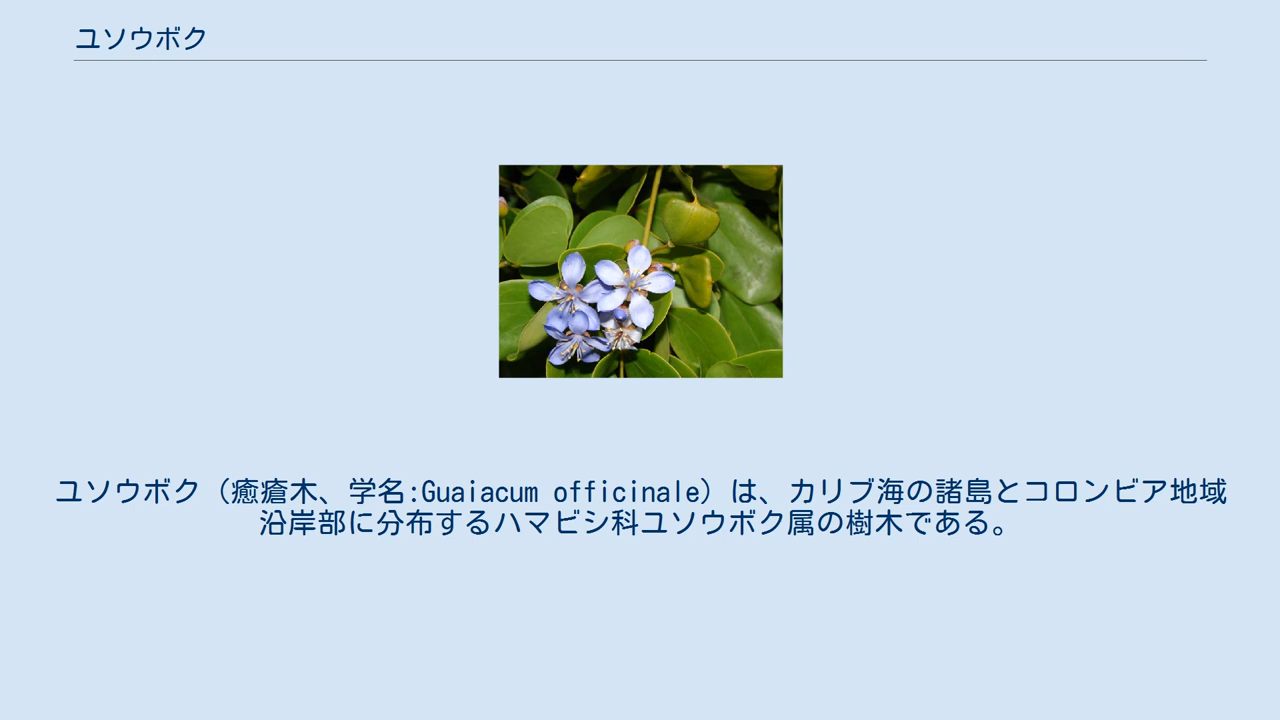 ユソウボク
ユソウボク（癒瘡木、学名:Guaiacum officinale）は、カリブ海の諸島とコロンビア地域
沿岸部に分布するハマビシ科ユソウボク属の樹木である。